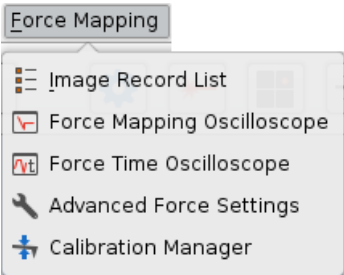 Force Mapping
Image Record List
Force Mapping Oscilloscope
Force Time Oscilloscope
Advanced Force Settings
Calibration Manager